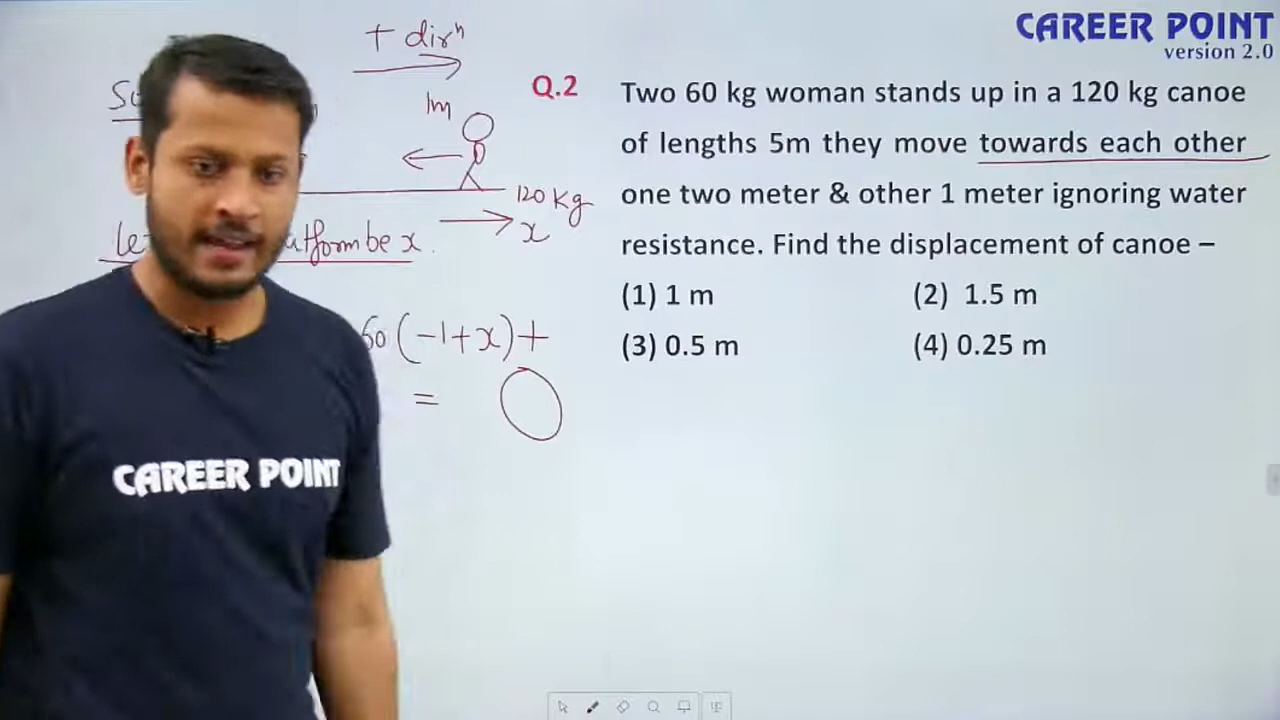 CAREER POINT
version 2.0
+ dirⁿ
1m
120 kg
x
be x.
60 (-1+x)+
=
Q.2 Two 60 kg woman stands up in a 120 kg canoe
of lengths 5m they move towards each other
one two meter & other 1 meter ignoring water
resistance. Find the displacement of canoe –
(1) 1 m (2) 1.5 m
(3) 0.5 m (4) 0.25 m
CAREER POINT